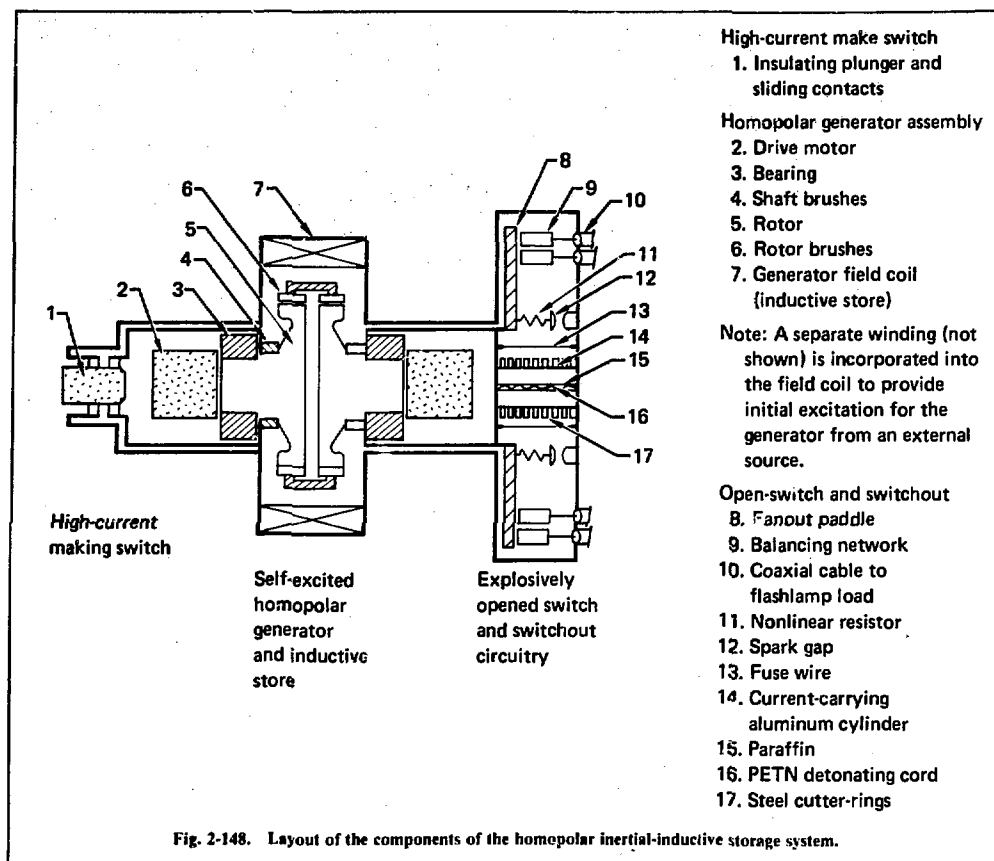 High-current make switch
1. Insulating plunger and
sliding contacts
Homopolar generator assembly
2. Drive motor
3. Bearing
4. Shaft brushes
5. Rotor
6. Rotor brushes
7. Generator field coil
(inductive store)
Note: A separate winding (not
shown) is incorporated into
the field coil to provide
initial excitation for the
generator from an external
source.
Open-switch and switchout
8. Fanout paddle
9. Balancing network
10. Coaxial cable to
flashlamp load
11. Nonlinear resistor
12. Spark gap
13. Fuse wire
14. Current-carrying
aluminum cylinder
15. Paraffin
16. PETN detonating cord
17. Steel cutter-rings
1
2
3
4
5
6
7
8
9
10
11
12
13
14
15
16
17
High-current
making switch
Self-excited
homopolar
generator
and inductive
store
Explosively
opened switch
and switchout
circuitry
Fig. 2-148. Layout of the components of the homopolar inertial-inductive storage system.